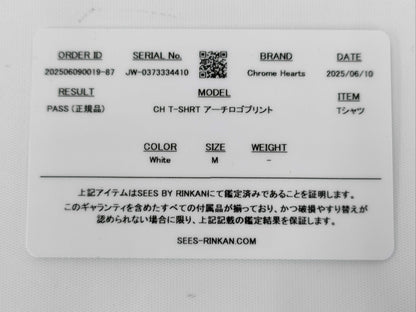 ORDER ID SERIAL No. BRAND DATE
202506090019-87 JW-0373334410 Chrome Hearts 2025/06/10
RESULT MODEL ITEM
PASS (正規品) CH T-SHRT アーチロゴプリント Tシャツ
COLOR SIZE WEIGHT
White M -
上記アイテムはSEES BY RINKANにて鑑定済みであることを証明します。
このギャランティを含めたすべての付属品が揃っており、かつ破損やすり替えが
認められない場合に限り、上記記載の鑑定結果を保証します。
SEES-RINKAN.COM